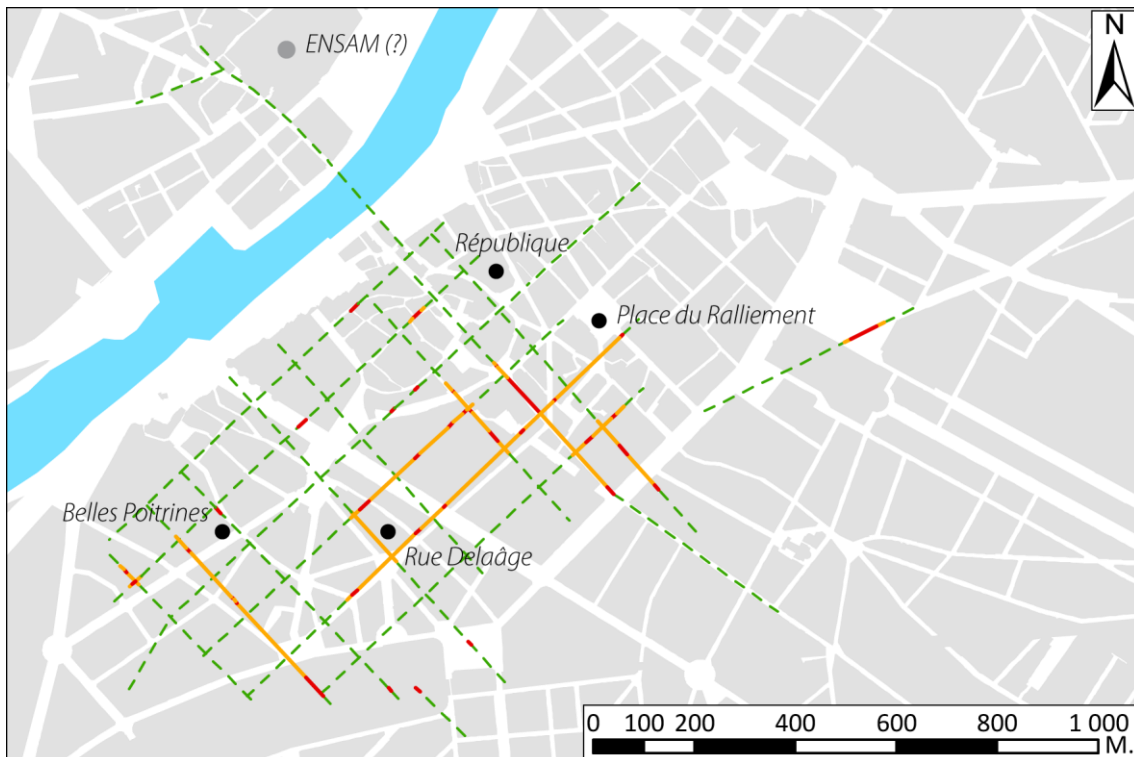 ENSAM (?)
N
République
Place du Ralliement
Belles Poitrines
Rue Delaâge
0 100 200 400 600 800 1 000
M.